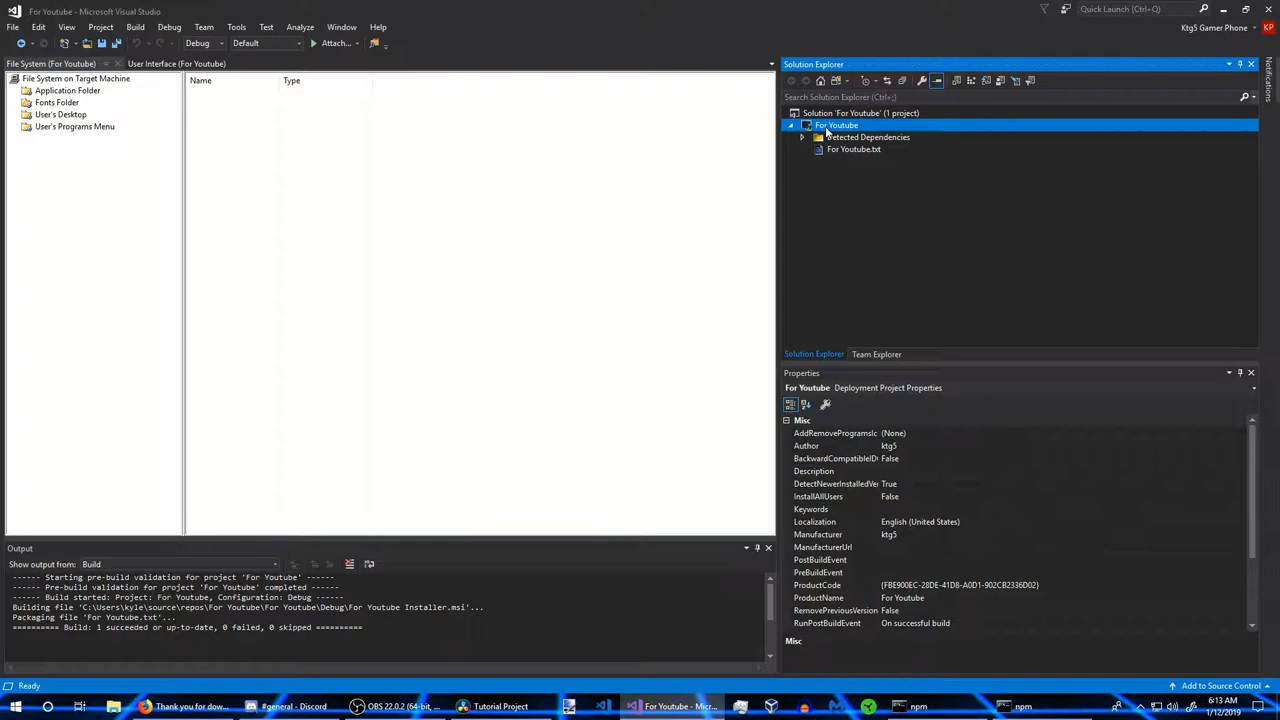 For Youtube - Microsoft Visual Studio
Quick Launch (Ctrl+Q)
File Edit View Project Build Debug Team Tools Test Analyze Window Help
Ktg5 Gamer Phone KP
Debug Default Attach...
File System (For Youtube) User Interface (For Youtube)
File System on Target Machine
Application Folder
Fonts Folder
User's Desktop
User's Programs Menu
Name Type
Solution Explorer
Search Solution Explorer (Ctrl+;)
Solution 'For Youtube' (1 project)
For Youtube
Detected Dependencies
For Youtube.txt
Solution Explorer Team Explorer
Notifications
Properties
For Youtube Deployment Project Properties
Misc
AddRemoveProgramsIc (None)
Author ktg5
BackwardCompatibleID False
Description
DetectNewerInstalledVer True
InstallAllUsers False
Keywords
Localization English (United States)
Manufacturer ktg5
ManufacturerUrl
PostBuildEvent
PreBuildEvent
ProductCode {FBE900EC-28DE-41D8-A0D1-902CB2336D02}
ProductName For Youtube
RemovePreviousVersion False
RunPostBuildEvent On successful build
Misc
Output
Show output from: Build
------ Starting pre-build validation for project 'For Youtube' ------
------ Pre-build validation for project 'For Youtube' completed ------
------ Build started: Project: For Youtube, Configuration: Debug ------
Building file 'C:\Users\kyle\source\repos\For Youtube\For Youtube\Debug\For Youtube Installer.msi'...
Packaging file 'For Youtube.txt'...
========== Build: 1 succeeded or up-to-date, 0 failed, 0 skipped ==========
Ready
Add to Source Control
Thank you for dow... #general - Discord OBS 22.0.2 (64-bit, ... Tutorial Project For Youtube - Micr... npm npm
6:13 AM
1/12/2019